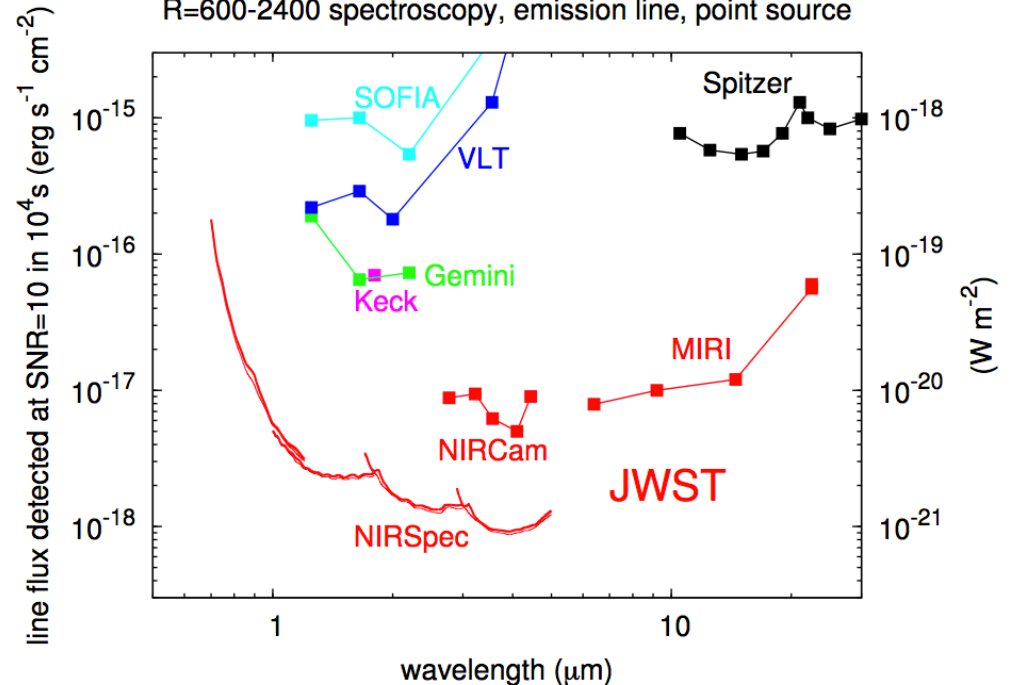 R=600-2400 spectroscopy, emission line, point source
line flux detected at SNR=10 in 10⁴s (erg s⁻¹ cm⁻²)
10⁻¹⁵
10⁻¹⁶
10⁻¹⁷
10⁻¹⁸
SOFIA
VLT
Spitzer
Gemini
Keck
MIRI
NIRCam
JWST
NIRSpec
10⁻¹⁸
10⁻¹⁹
10⁻²⁰
10⁻²¹
(W m⁻²)
1
10
wavelength (μm)